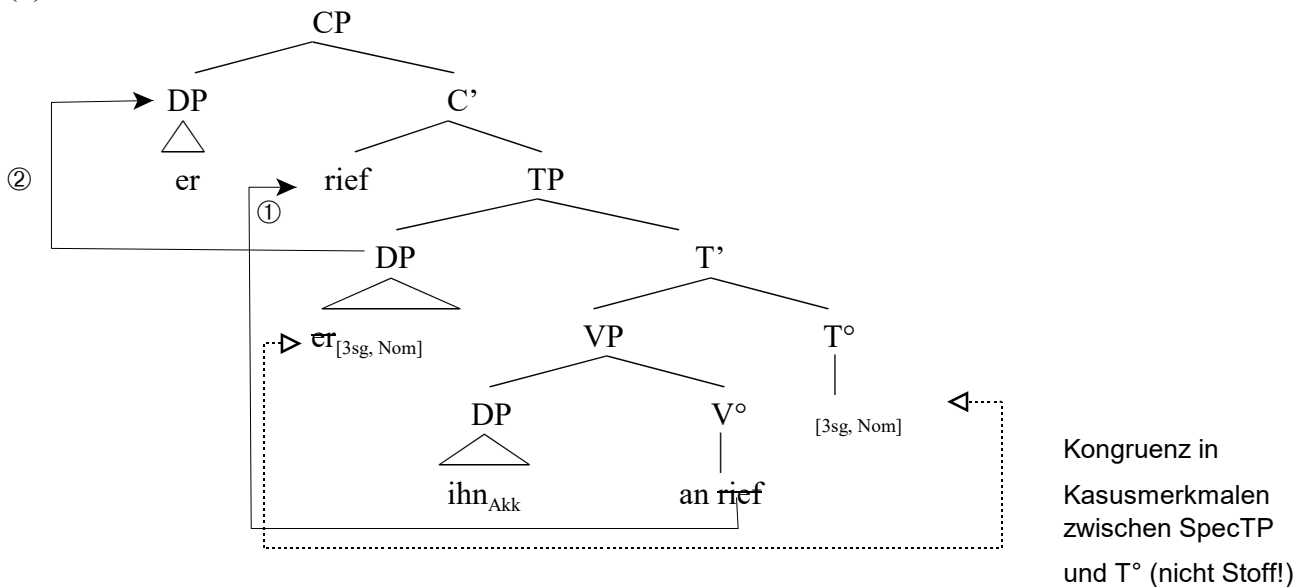 CP
DP C’
② er rief TP
①
DP T’
er[3sg, Nom] VP T°
DP V° [3sg, Nom]
ihnAkk an rief
Kongruenz in
Kasusmerkmalen
zwischen SpecTP
und T° (nicht Stoff!)